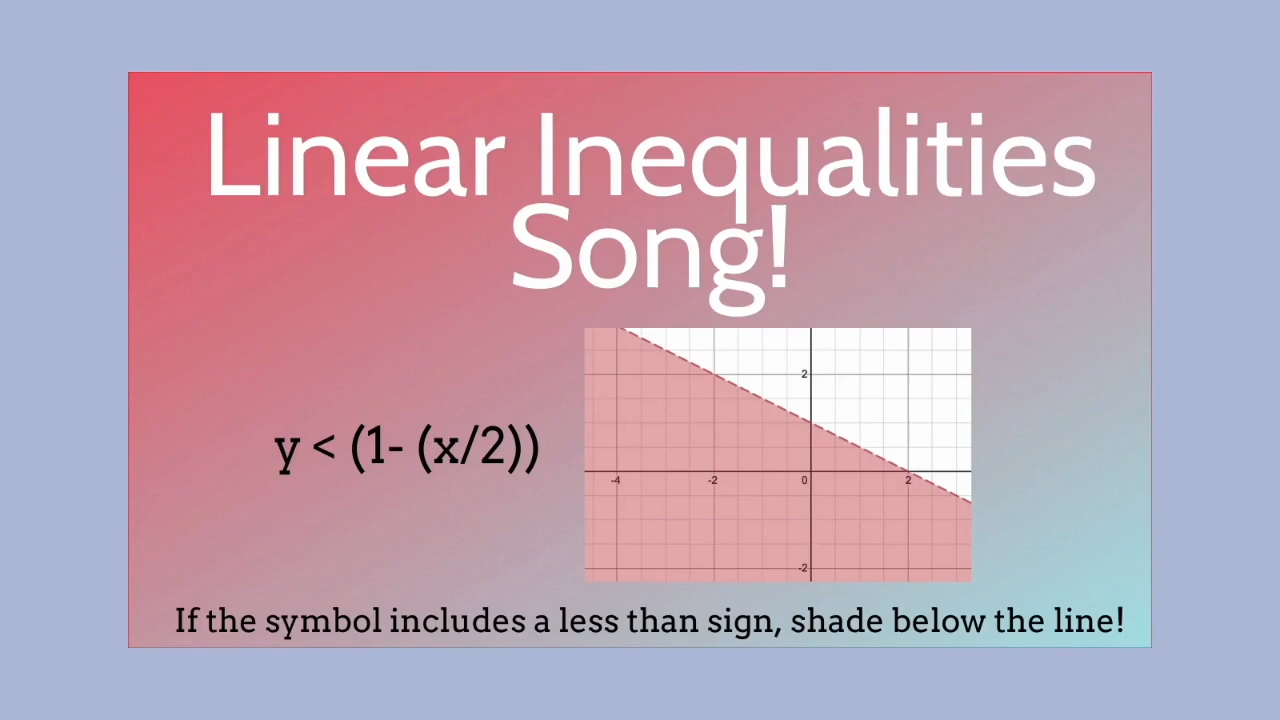 Linear Inequalities
Song!
y < (1- (x/2))
2
-4 -2 0 2
-2
If the symbol includes a less than sign, shade below the line!